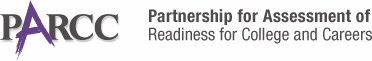 PARCC
Partnership for Assessment of
Readiness for College and Careers